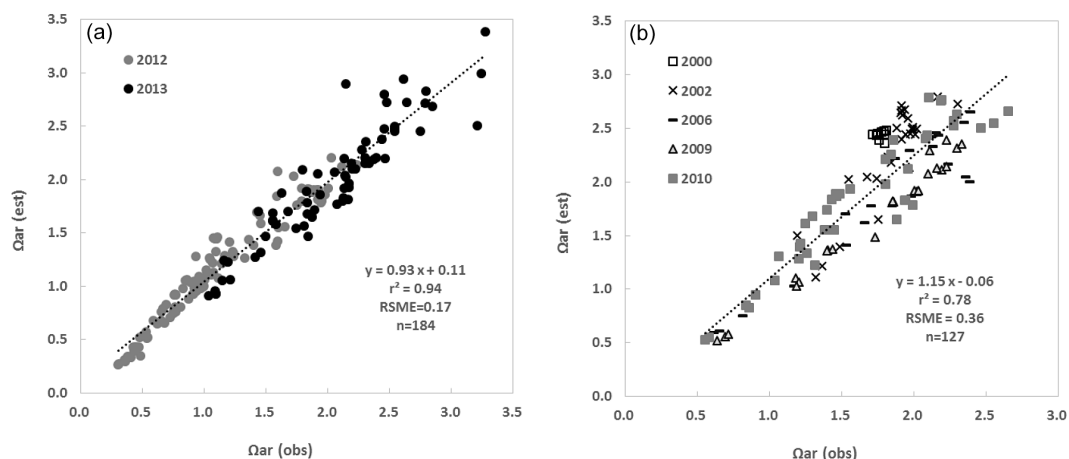 (a)
2012
2013
3.5
3.0
2.5
2.0
1.5
1.0
0.5
0.0
Ωar (est)
y = 0.93 x + 0.11
r² = 0.94
RSME=0.17
n=184
0.0 0.5 1.0 1.5 2.0 2.5 3.0 3.5
Ωar (obs)
(b)
2000
2002
2006
2009
2010
3.5
3.0
2.5
2.0
1.5
1.0
0.5
0.0
Ωar (est)
y = 1.15 x - 0.06
r² = 0.78
RSME = 0.36
n=127
0.0 0.5 1.0 1.5 2.0 2.5 3.0
Ωar (obs)